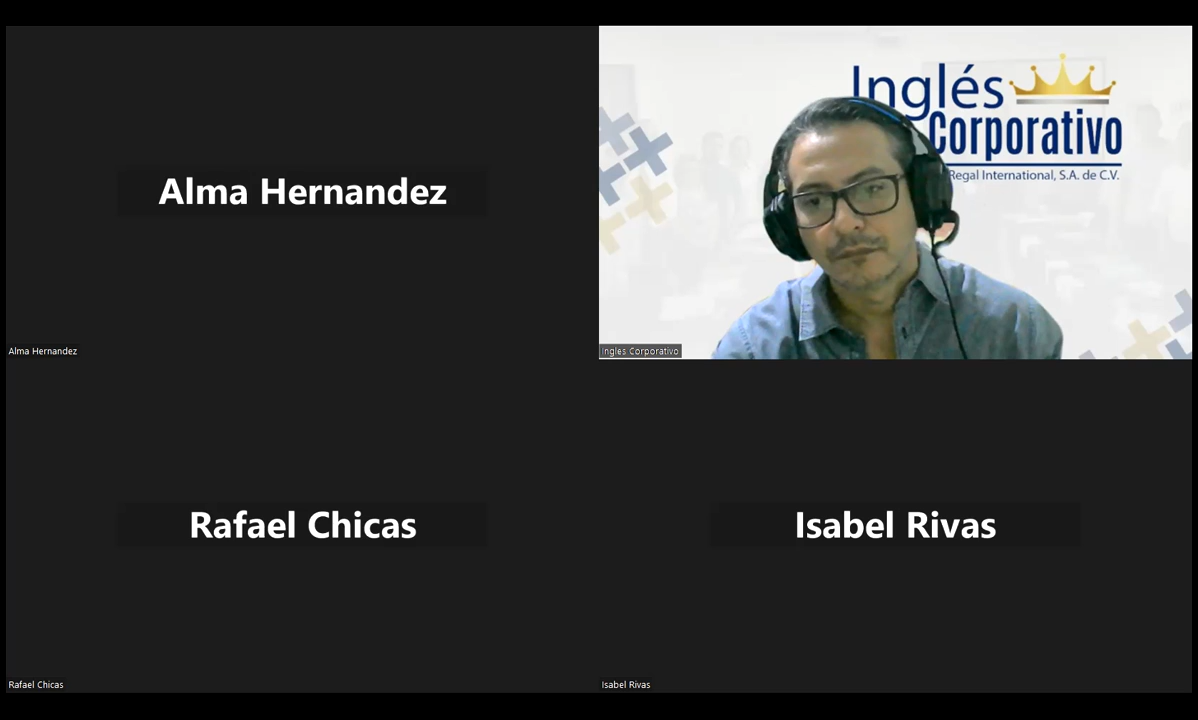 Alma Hernandez
Alma Hernandez
Inglés
Corporativo
Regal International, S.A. de C.V.
Ingles Corporativo
Rafael Chicas
Rafael Chicas
Isabel Rivas
Isabel Rivas